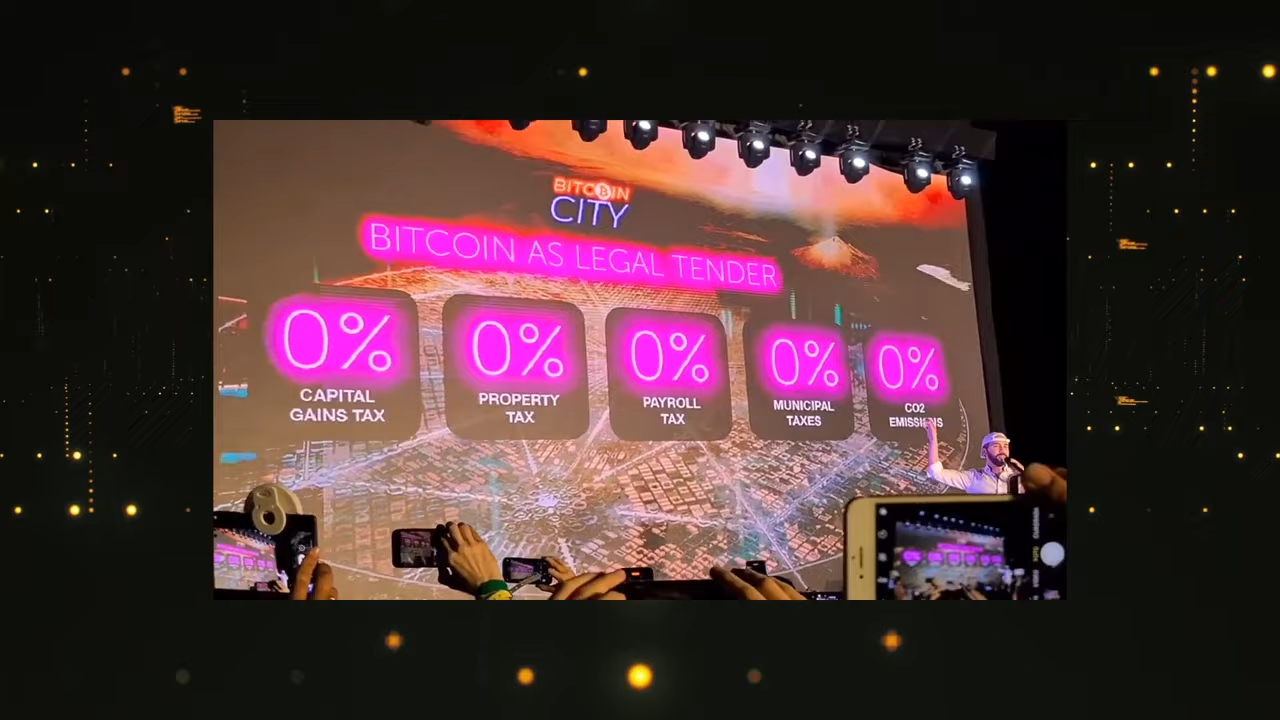 BITCOIN
CITY
BITCOIN AS LEGAL TENDER
0%
CAPITAL
GAINS TAX
0%
PROPERTY
TAX
0%
PAYROLL
TAX
0%
MUNICIPAL
TAXES
0%
CO2
EMISSIONS